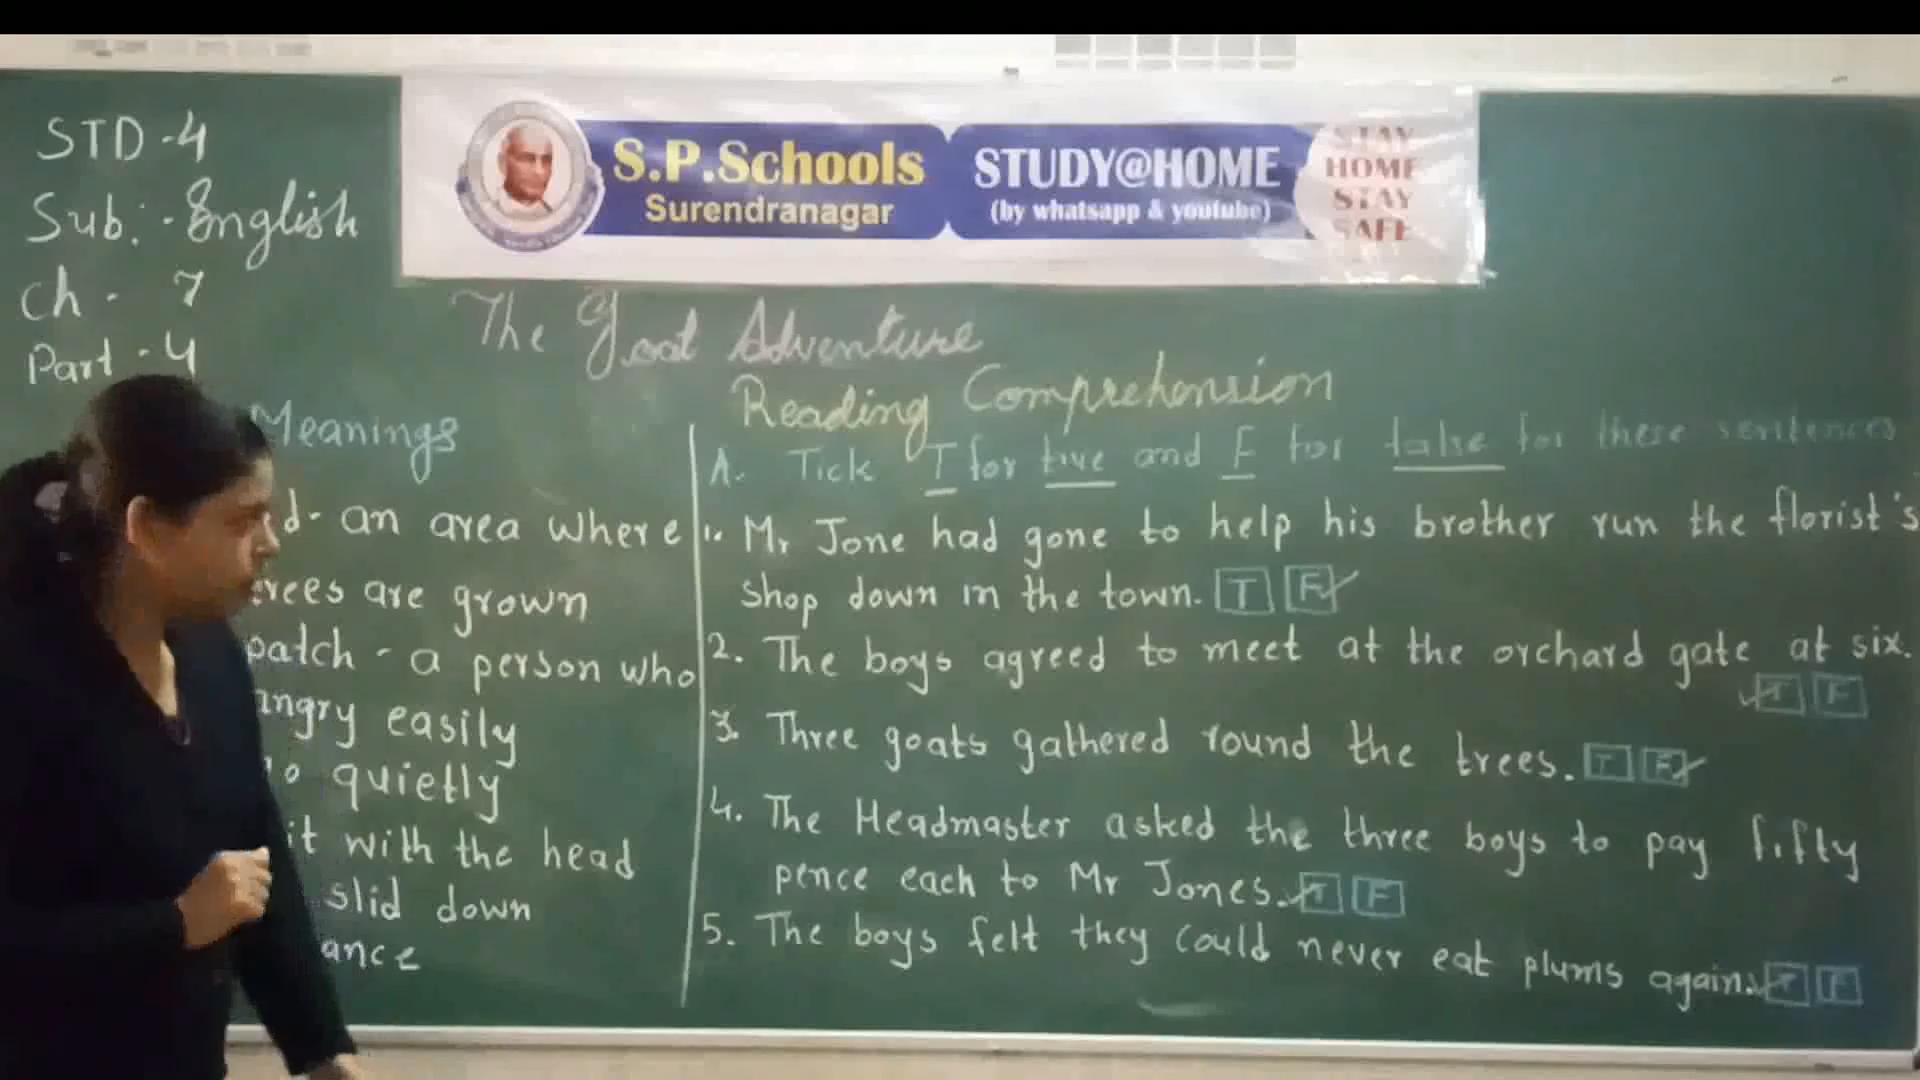 STD - 4
Sub. :- English
Ch - 7
Part - 4
S.P.Schools
Surendranagar
STUDY@HOME
(by whatsapp & youtube)
STAY
HOME
STAY
SAFE
The Goat Adventure
Meanings
d - an area where
trees are grown
patch - a person who
angry easily
quietly
it with the head
slid down
ance
Reading Comprehension
A. Tick T for true and F for false for these sentences
1. Mr Jone had gone to help his brother run the florist's
shop down in the town. T F
2. The boys agreed to meet at the orchard gate at six.
T F
3. Three goats gathered round the trees. T F
4. The Headmaster asked the three boys to pay fifty
pence each to Mr Jones. T F
5. The boys felt they could never eat plums again. T F